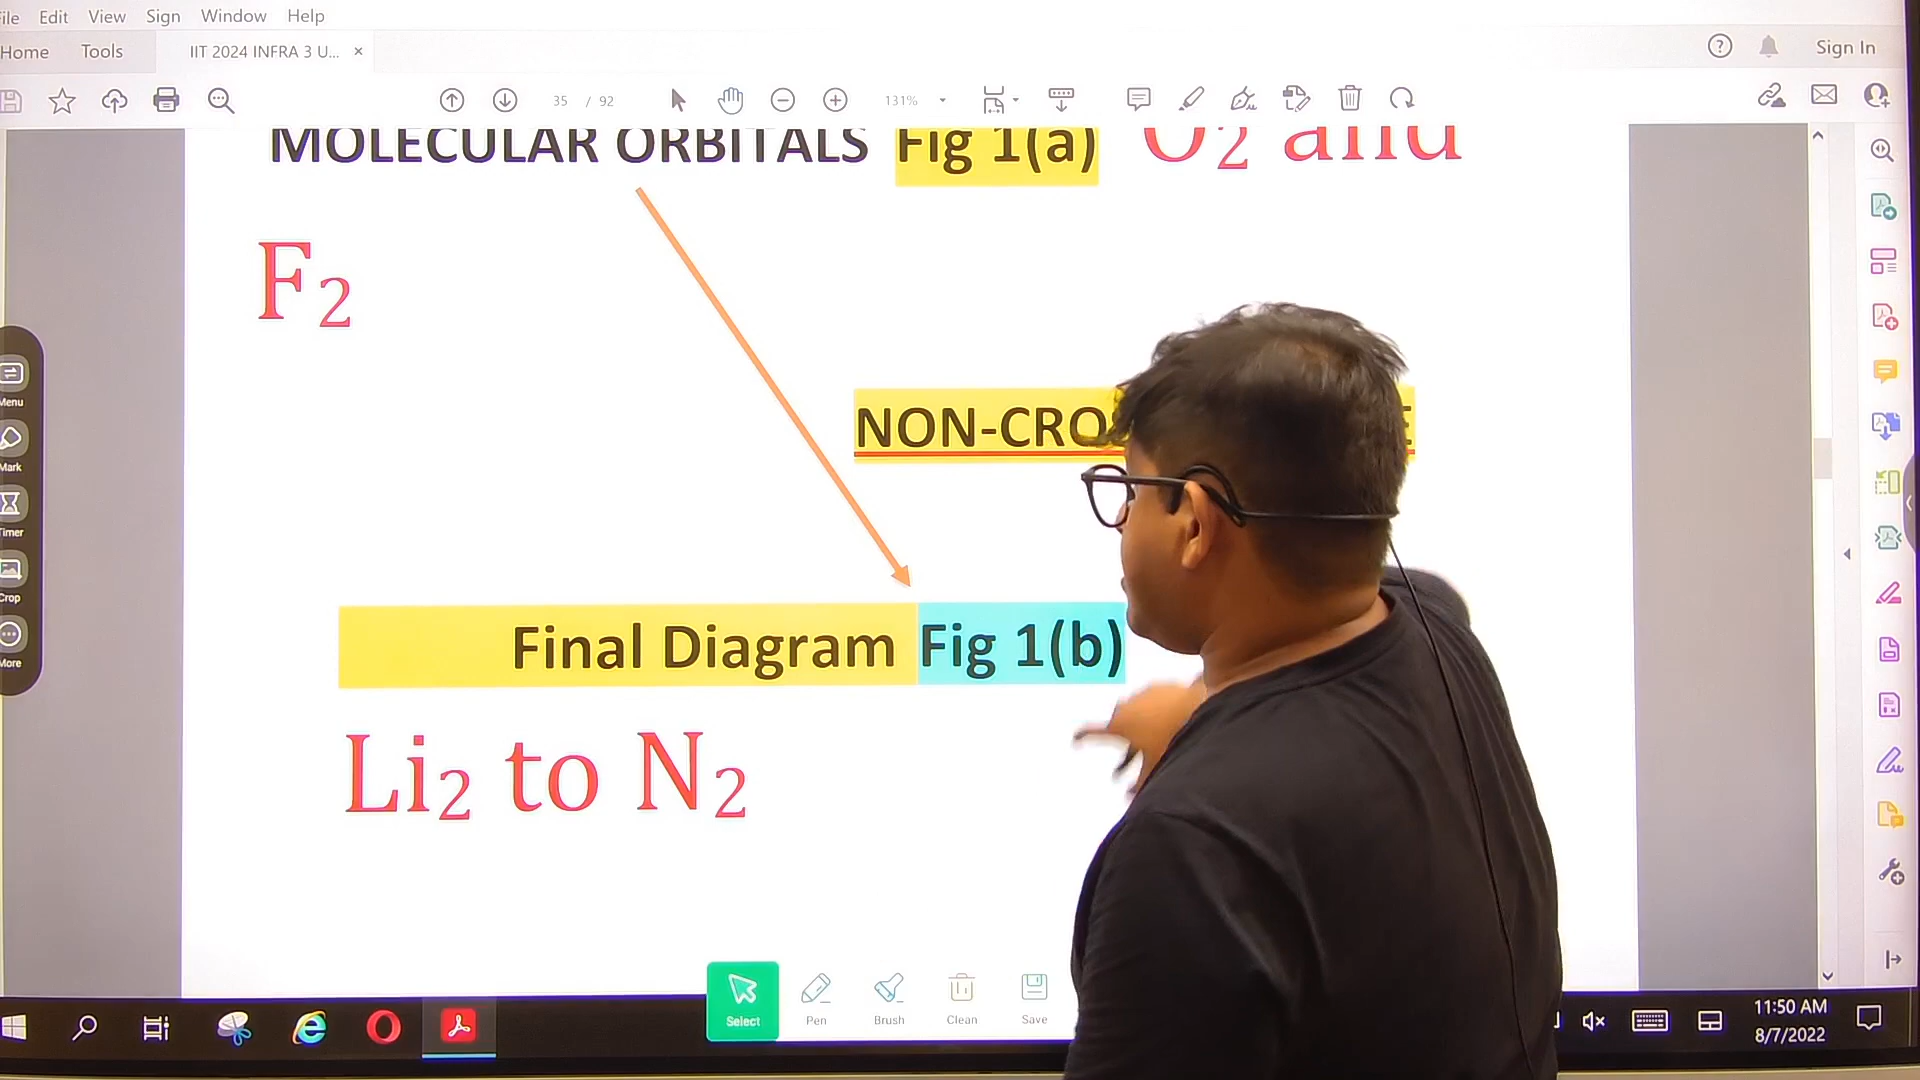 File Edit View Sign Window Help
Home Tools IIT 2024 INFRA 3 U... × Sign In
35 / 92 131%
MOLECULAR ORBITALS Fig 1(a) O₂ and
F₂
Menu
Mark
Timer
Crop
More
Final Diagram Fig 1(b)
Li₂ to N₂
Select Pen Brush Clean Save
11:50 AM
8/7/2022